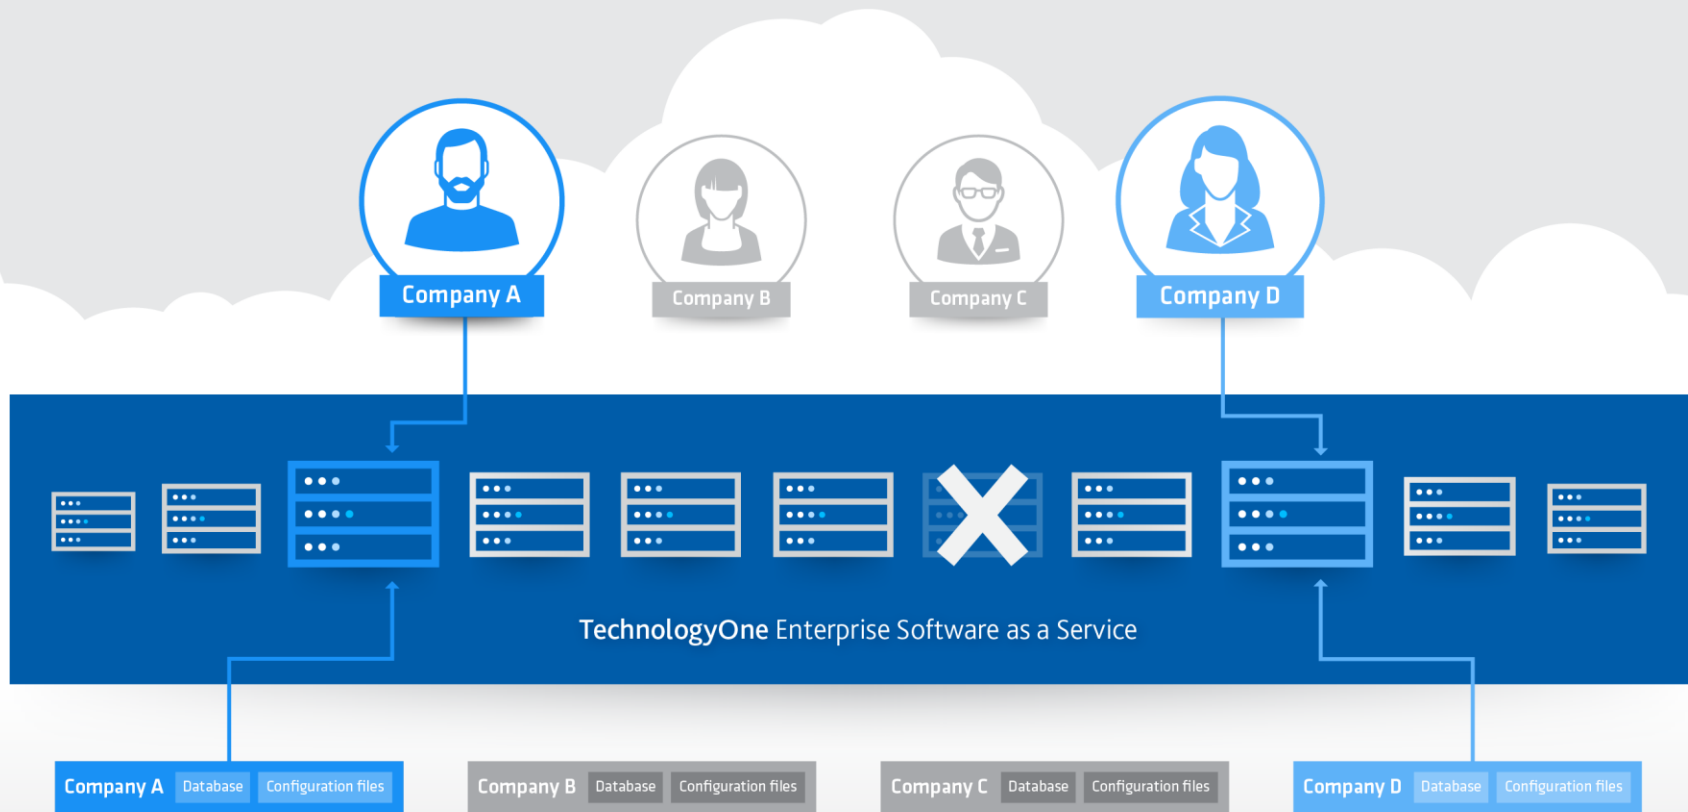 Company A
Company B
Company C
Company D
TechnologyOne Enterprise Software as a Service
Company A Database Configuration files
Company B Database Configuration files
Company C Database Configuration files
Company D Database Configuration files